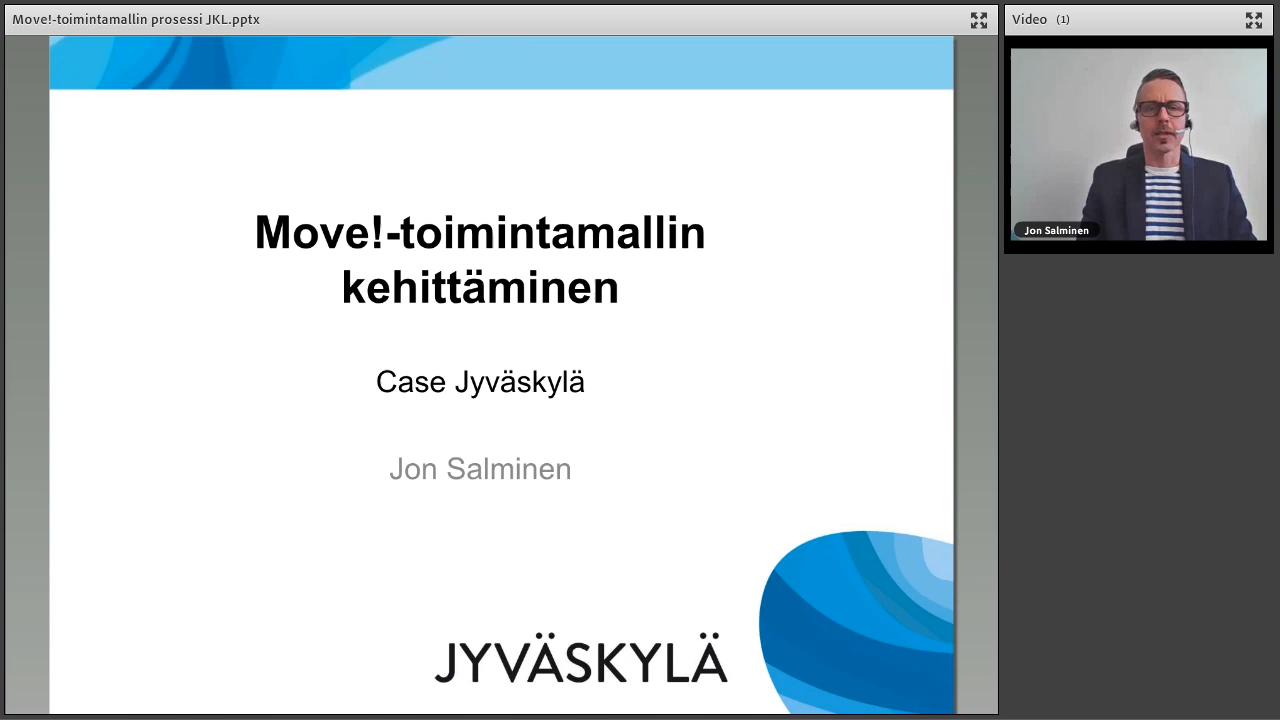 Move!-toimintamallin prosessi JKL.pptx
Video (1)
Jon Salminen
Move!-toimintamallin
kehittäminen
Case Jyväskylä
Jon Salminen
JYVÄSKYLÄ